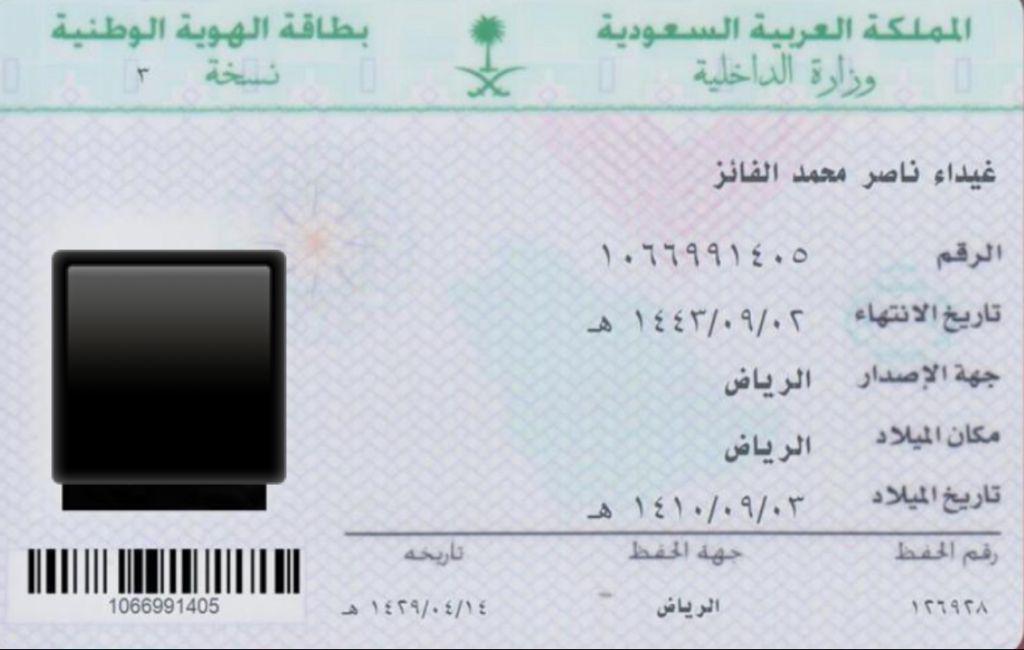 المملكة العربية السعودية
وزارة الداخلية
بطاقة الهوية الوطنية
نسخة ٣
غيداء ناصر محمد الفائز
الرقم ١٠٦٦٩٩١٤٠٥
تاريخ الانتهاء ١٤٤٣/٠٩/٠٢ هـ
جهة الإصدار الرياض
مكان الميلاد الرياض
تاريخ الميلاد ١٤١٠/٠٩/٠٣ هـ
رقم الحفظ جهة الحفظ تاريخه
١٢٦٩٢٨ الرياض ١٤٢٩/٠٤/١٤ هـ
1066991405